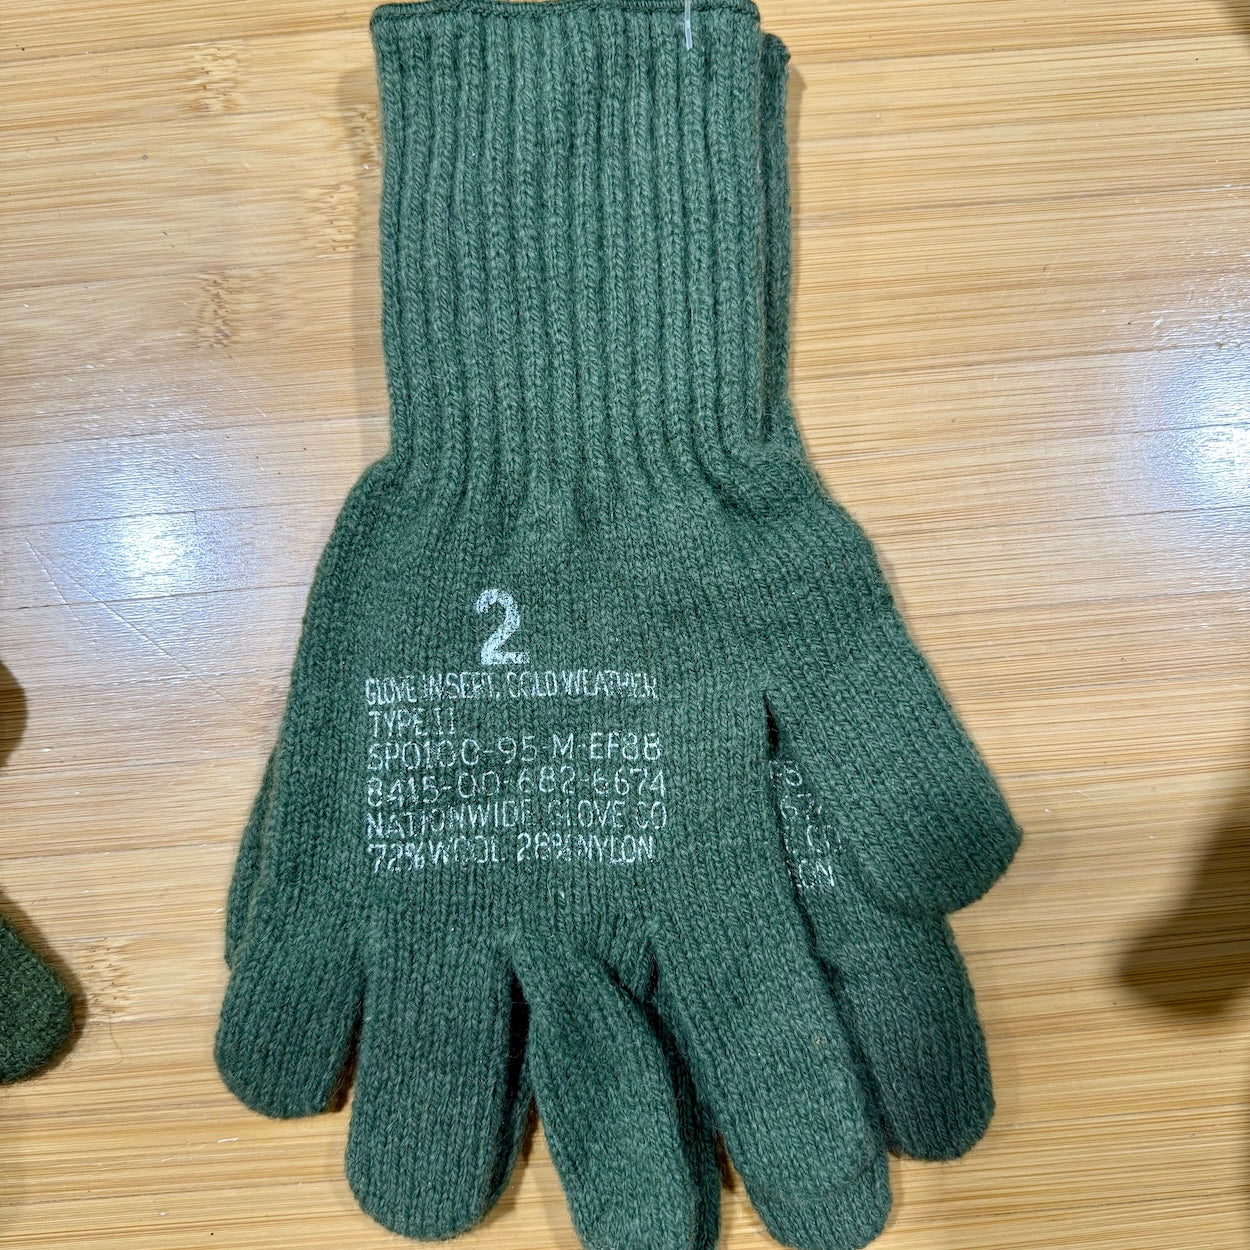 2
GLOVE INSERT, COLD WEATHER
TYPE II
SPO100-95-M-EF88
8415-00-682-6674
NATIONWIDE GLOVE CO
72% WOOL 28% NYLON